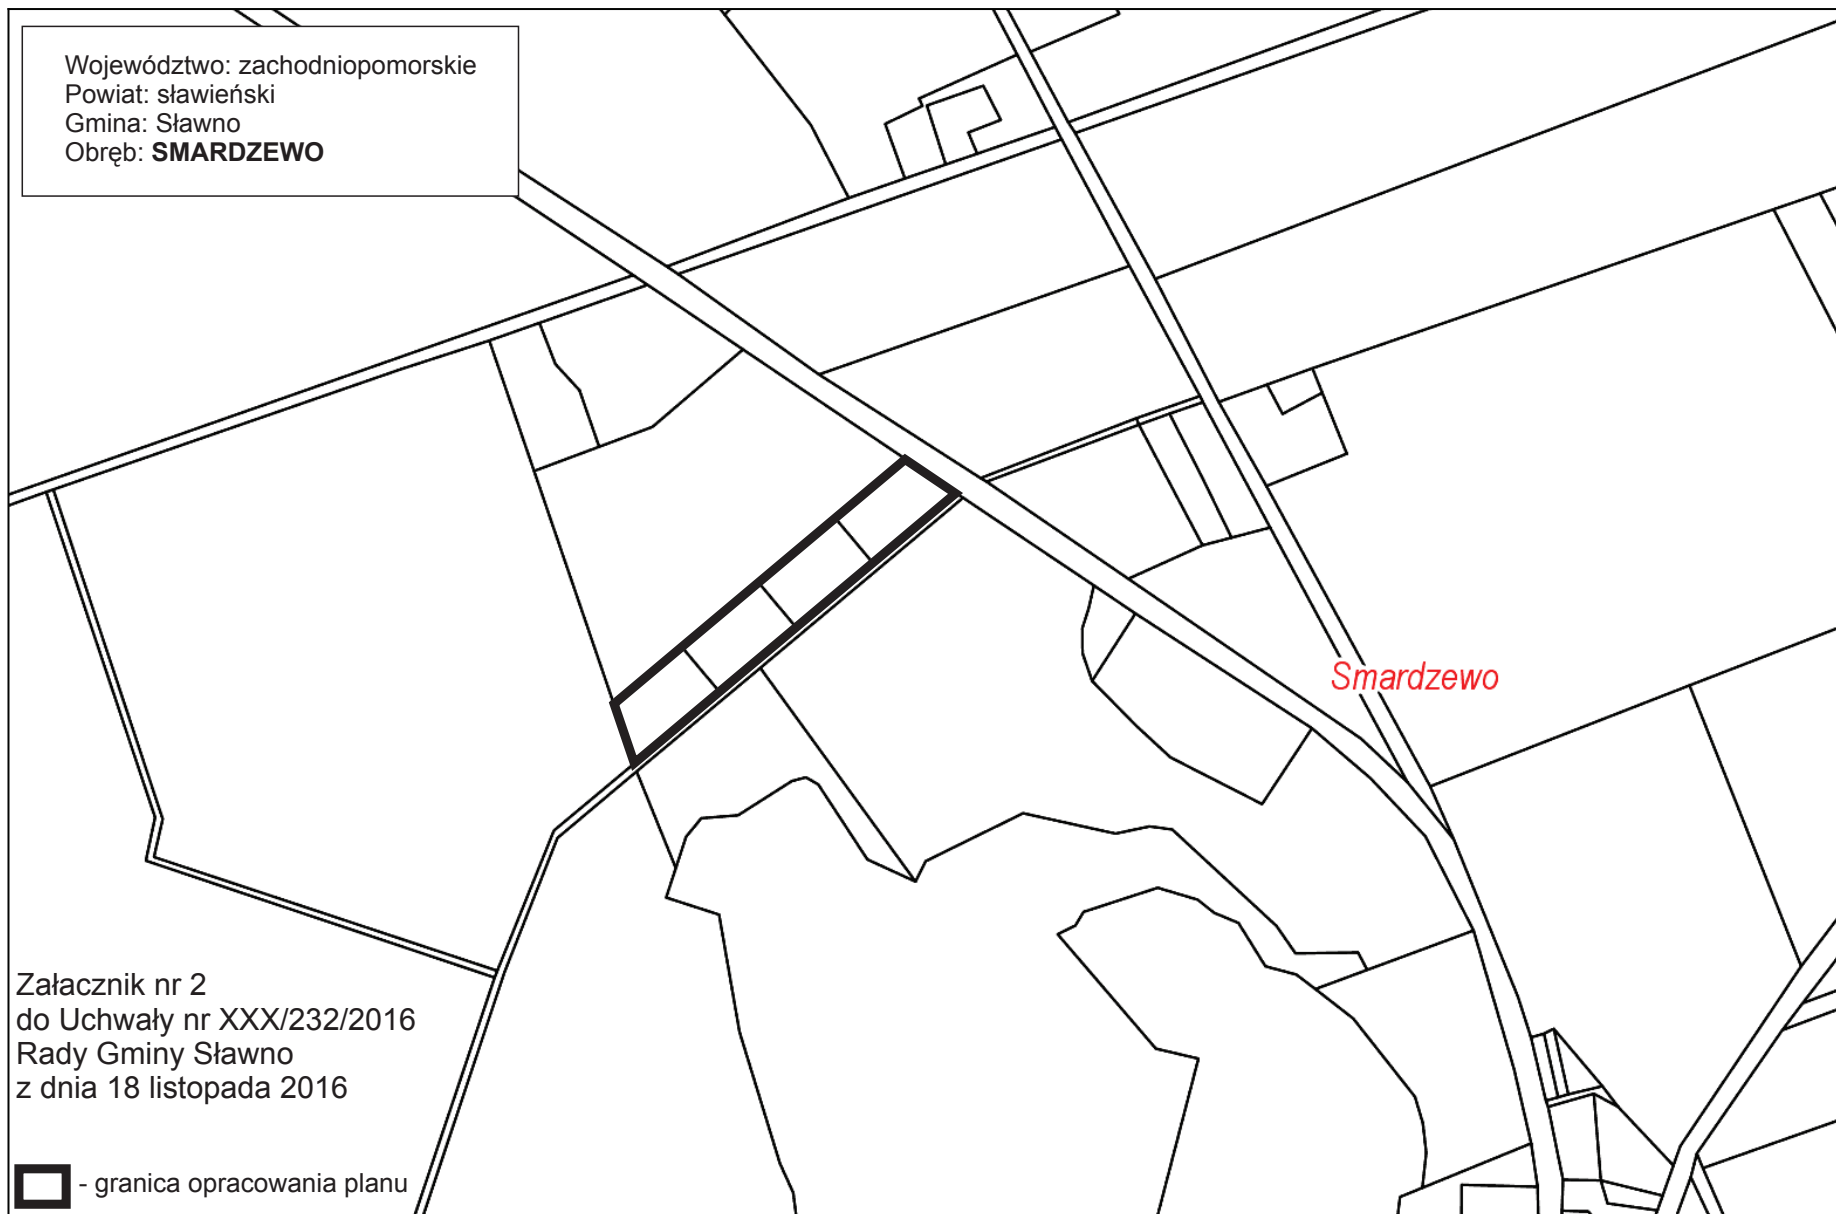 Województwo: zachodniopomorskie
Powiat: sławieński
Gmina: Sławno
Obręb: SMARDZEWO
Smardzewo
Załacznik nr 2
do Uchwały nr XXX/232/2016
Rady Gminy Sławno
z dnia 18 listopada 2016
- granica opracowania planu